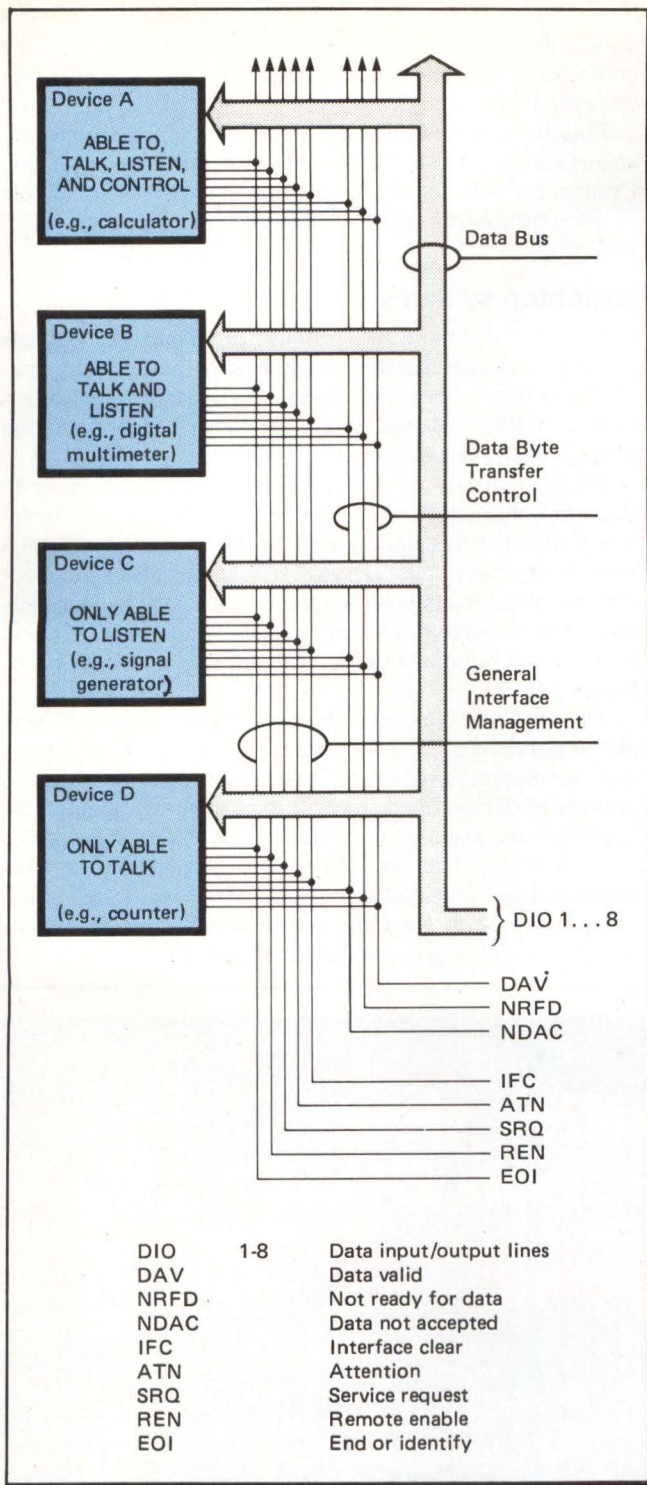 Device A
ABLE TO,
TALK, LISTEN,
AND CONTROL
(e.g., calculator)
Data Bus
Device B
ABLE TO
TALK AND
LISTEN
(e.g., digital
multimeter)
Data Byte
Transfer
Control
Device C
ONLY ABLE
TO LISTEN
(e.g., signal
generator)
General
Interface
Management
Device D
ONLY ABLE
TO TALK
(e.g., counter)
DIO 1...8
DAV
NRFD
NDAC
IFC
ATN
SRQ
REN
EOI
DIO 1-8 Data input/output lines
DAV Data valid
NRFD Not ready for data
NDAC Data not accepted
IFC Interface clear
ATN Attention
SRQ Service request
REN Remote enable
EOI End or identify